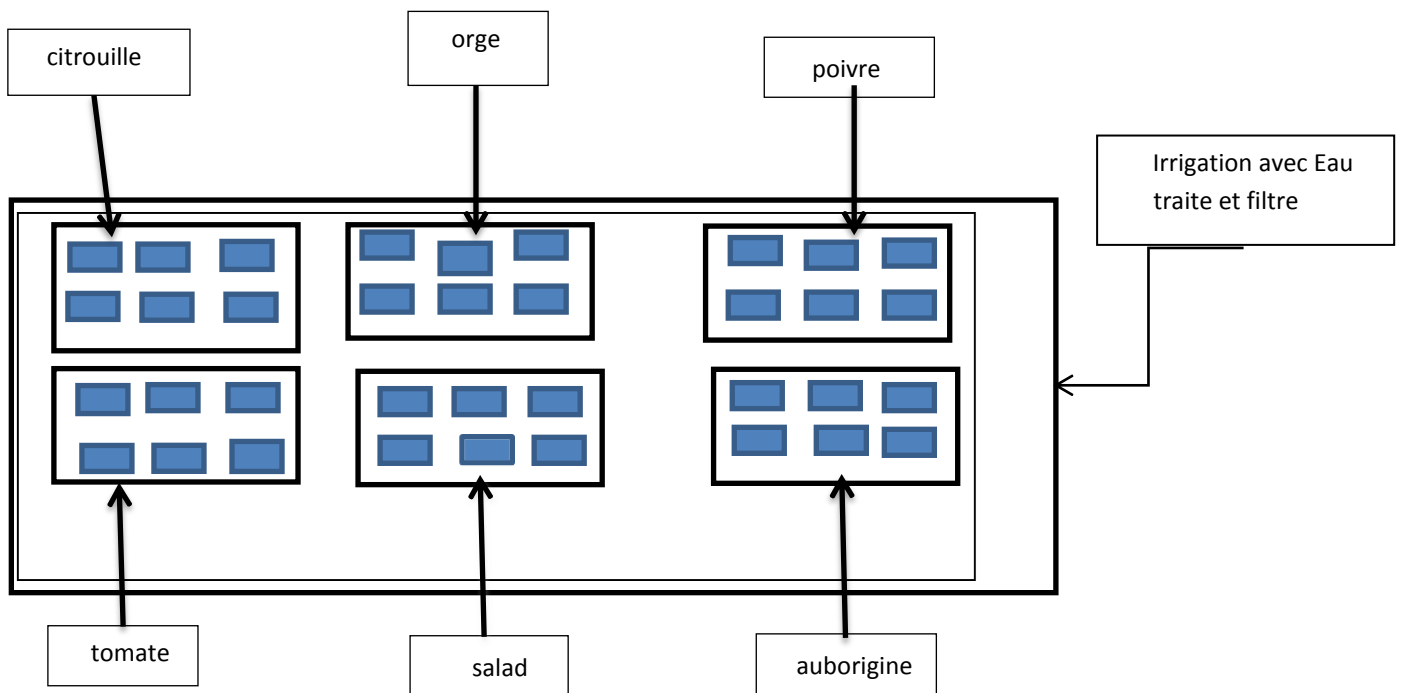 citrouille
orge
poivre
Irrigation avec Eau
traite et filtre
tomate
salad
auborigine